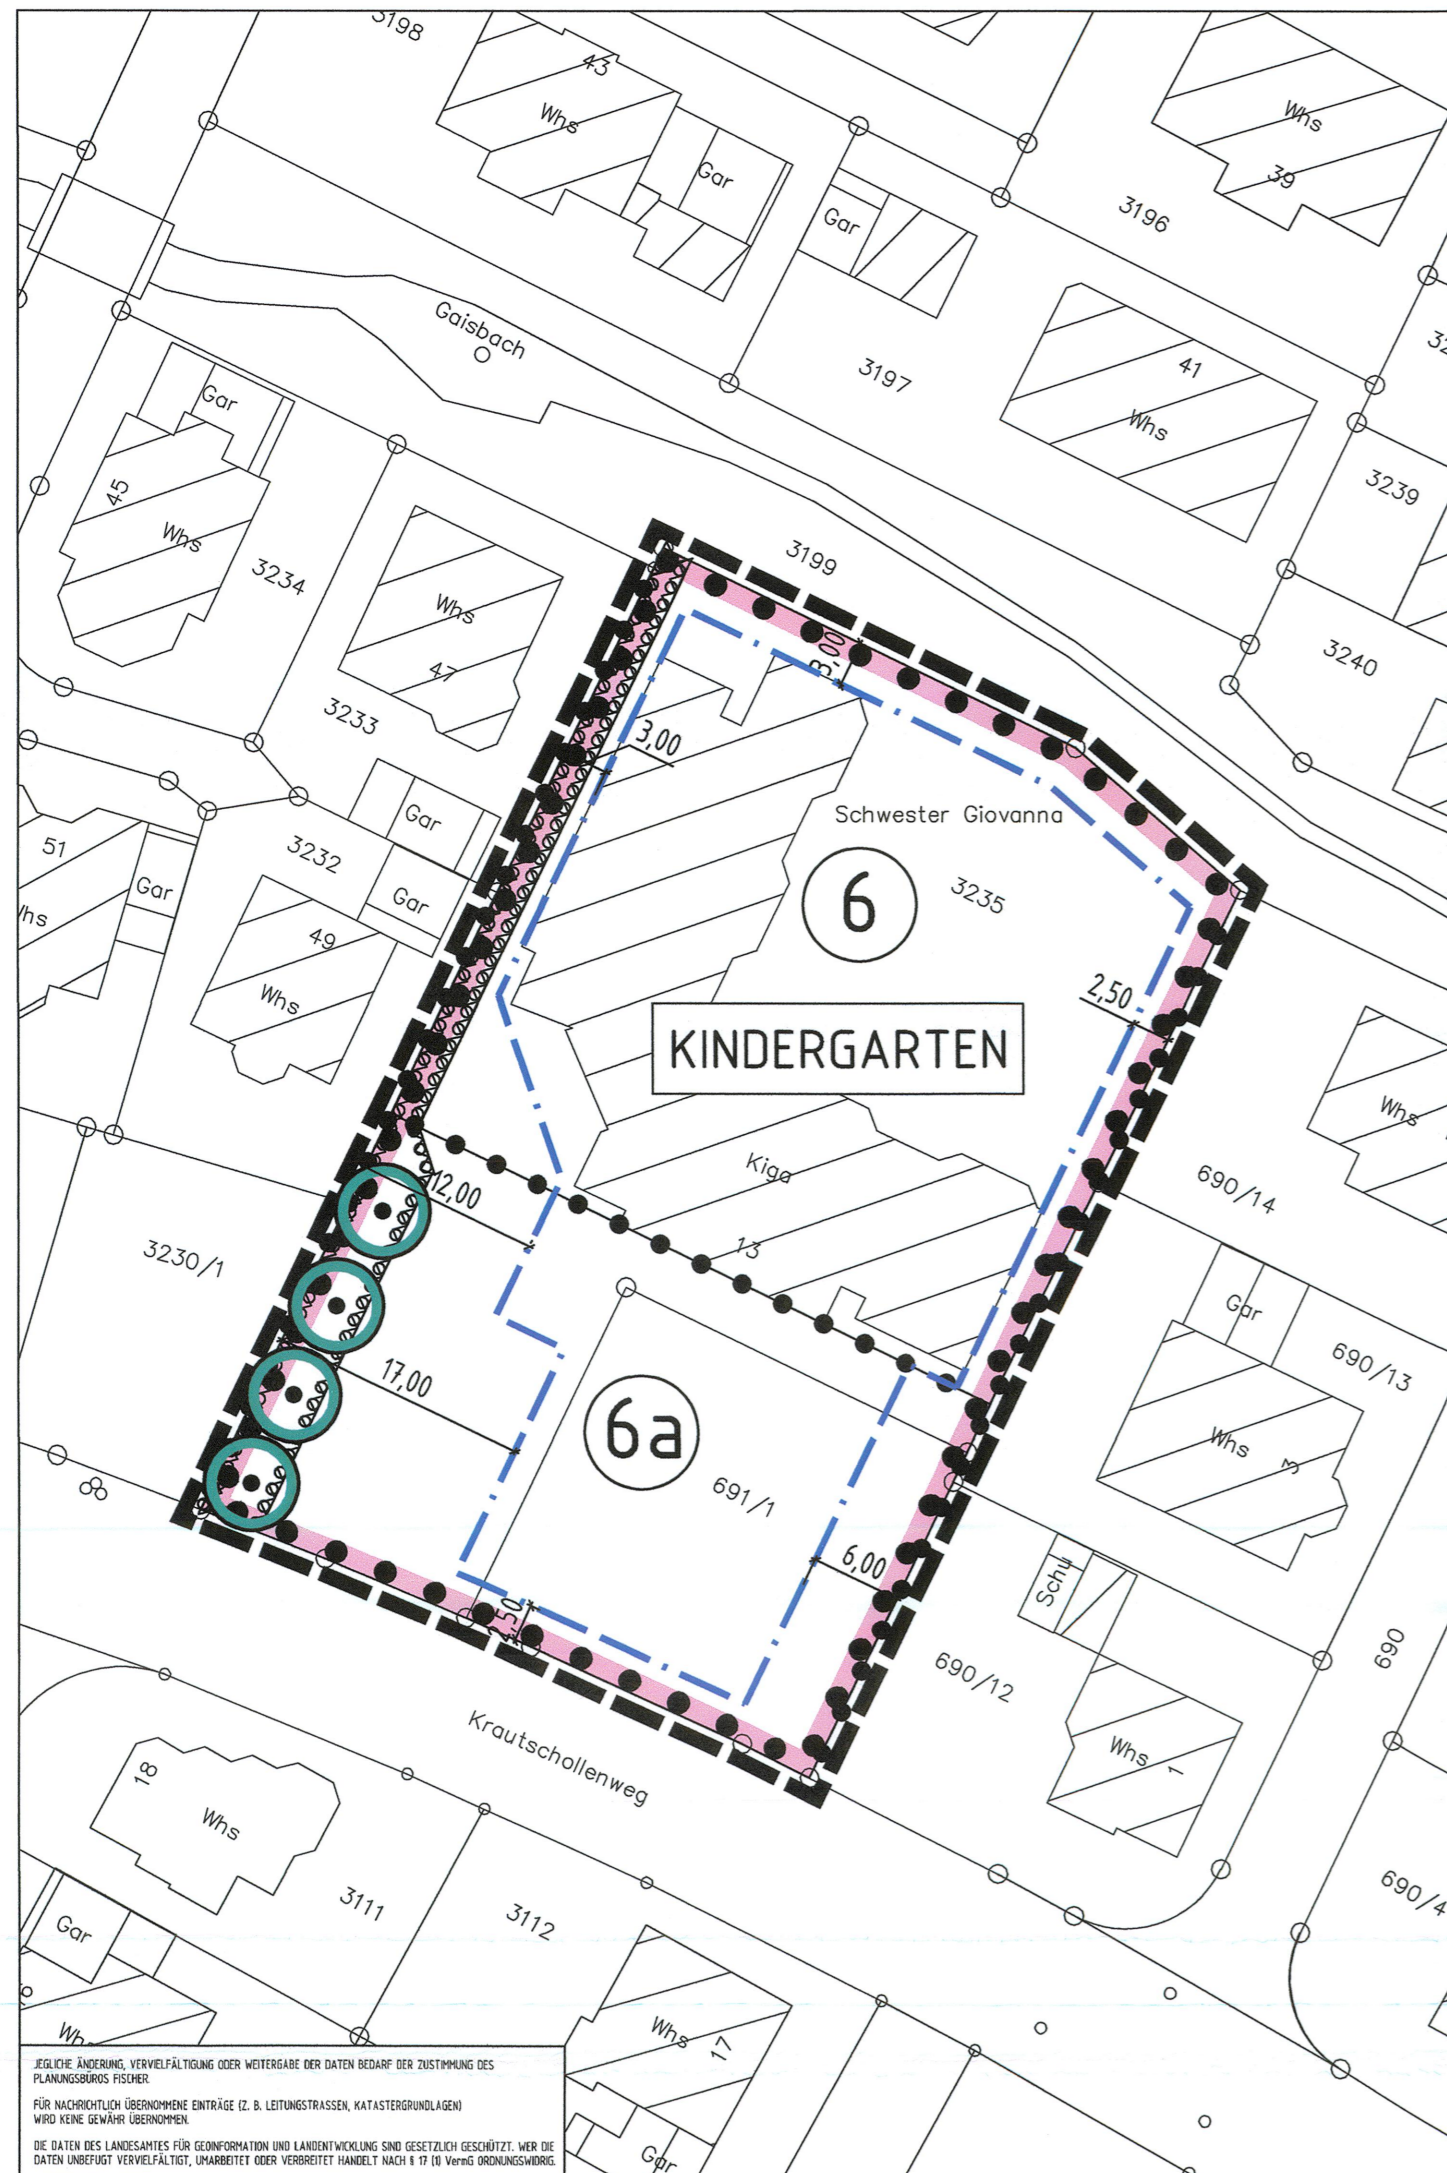 3198
43
Whs
Gar
Whs
39
Gar
3196
Gaisbach
3197
41
Whs
Gar
45
Whs
3234
3239
Whs
47
3199
3240
3233
3,00
3,00
Schwester Giovanna
Gar
51
3232
Gar
Gar
6
3235
49
Whs
2,50
KINDERGARTEN
Whs
Kiga
12,00
690/14
13
3230/1
Gar
690/13
17,00
6a
Whs
3
691/1
6,00
Schu
2,50
690
690/12
Krautschollenweg
Whs
1
18
Whs
3111
3112
690/4
Gar
Whs
17
Gar
JEGLICHE ÄNDERUNG, VERVIELFÄLTIGUNG ODER WEITERGABE DER DATEN BEDARF DER ZUSTIMMUNG DES
PLANUNGSBÜROS FISCHER
FÜR NACHRICHTLICH ÜBERNOMMENE EINTRÄGE (Z. B. LEITUNGSTRASSEN, KATASTERGRUNDLAGEN)
WIRD KEINE GEWÄHR ÜBERNOMMEN.
DIE DATEN DES LANDESAMTES FÜR GEOINFORMATION UND LANDENTWICKLUNG SIND GESETZLICH GESCHÜTZT. WER DIE
DATEN UNBEFUGT VERVIELFÄLTIGT, UMARBEITET ODER VERBREITET HANDELT NACH § 17 (1) VermG ORDNUNGSWIDRIG.